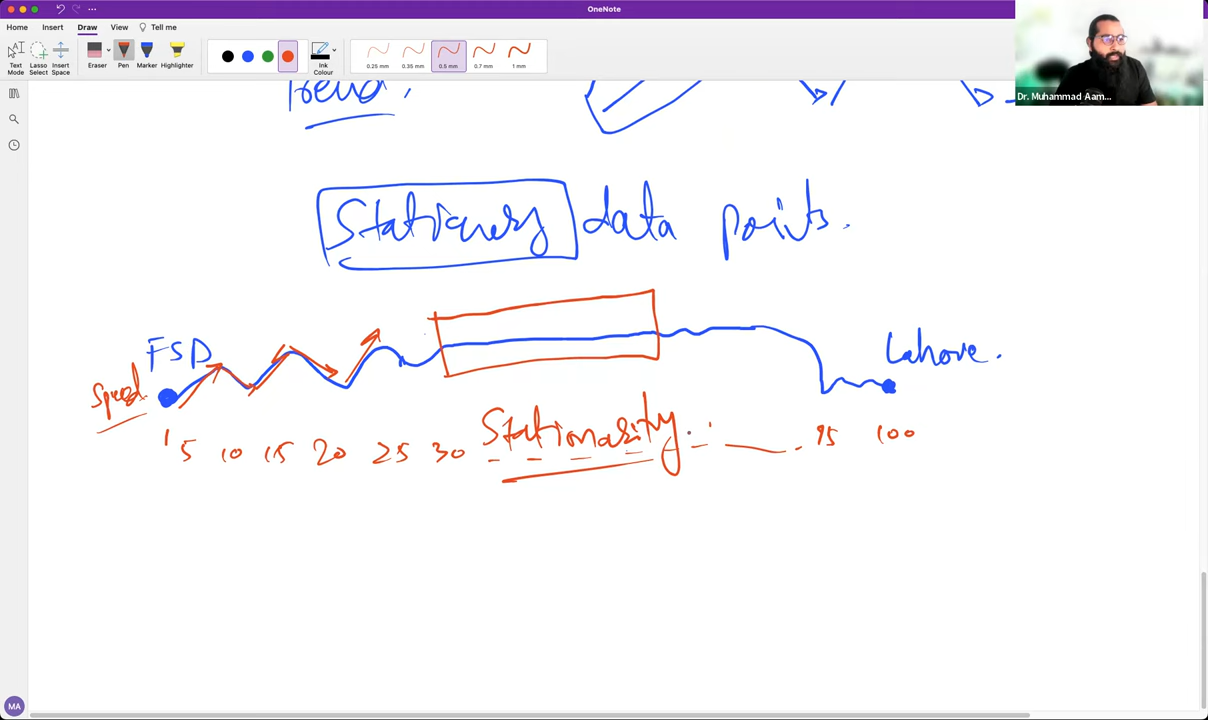 OneNote
Home Insert Draw View Tell me
Text Mode Lasso Select Insert Space Eraser Pen Marker Highlighter 0.25 mm 0.35 mm 0.5 mm 0.7 mm 1 mm Ink Colour
Dr. Muhammad Aam...
Trend,
Stationery data points.
FSD Lahore.
Speed
Stationarity
1 5 10 15 20 25 30 95 100
MA